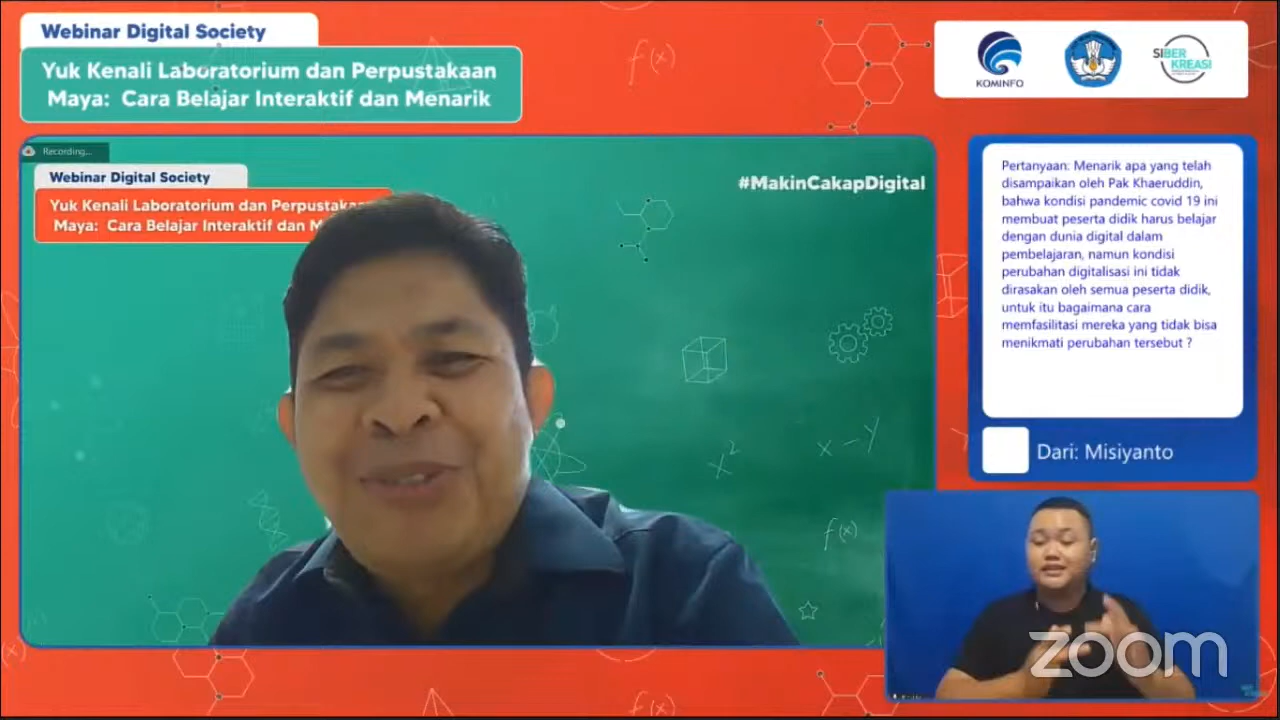 Webinar Digital Society
Yuk Kenali Laboratorium dan Perpustakaan
Maya: Cara Belajar Interaktif dan Menarik
KOMINFO
SIBER
KREASI
Recording...
Webinar Digital Society
Yuk Kenali Laboratorium dan Perpustakaan
Maya: Cara Belajar Interaktif dan M
#MakinCakapDigital
Pertanyaan: Menarik apa yang telah
disampaikan oleh Pak Khaeruddin,
bahwa kondisi pandemic covid 19 ini
membuat peserta didik harus belajar
dengan dunia digital dalam
pembelajaran, namun kondisi
perubahan digitalisasi ini tidak
dirasakan oleh semua peserta didik,
untuk itu bagaimana cara
memfasilitasi mereka yang tidak bisa
menikmati perubahan tersebut ?
Dari: Misiyanto
f(x)
x²
x - y
f(x)
zoom
f(x)